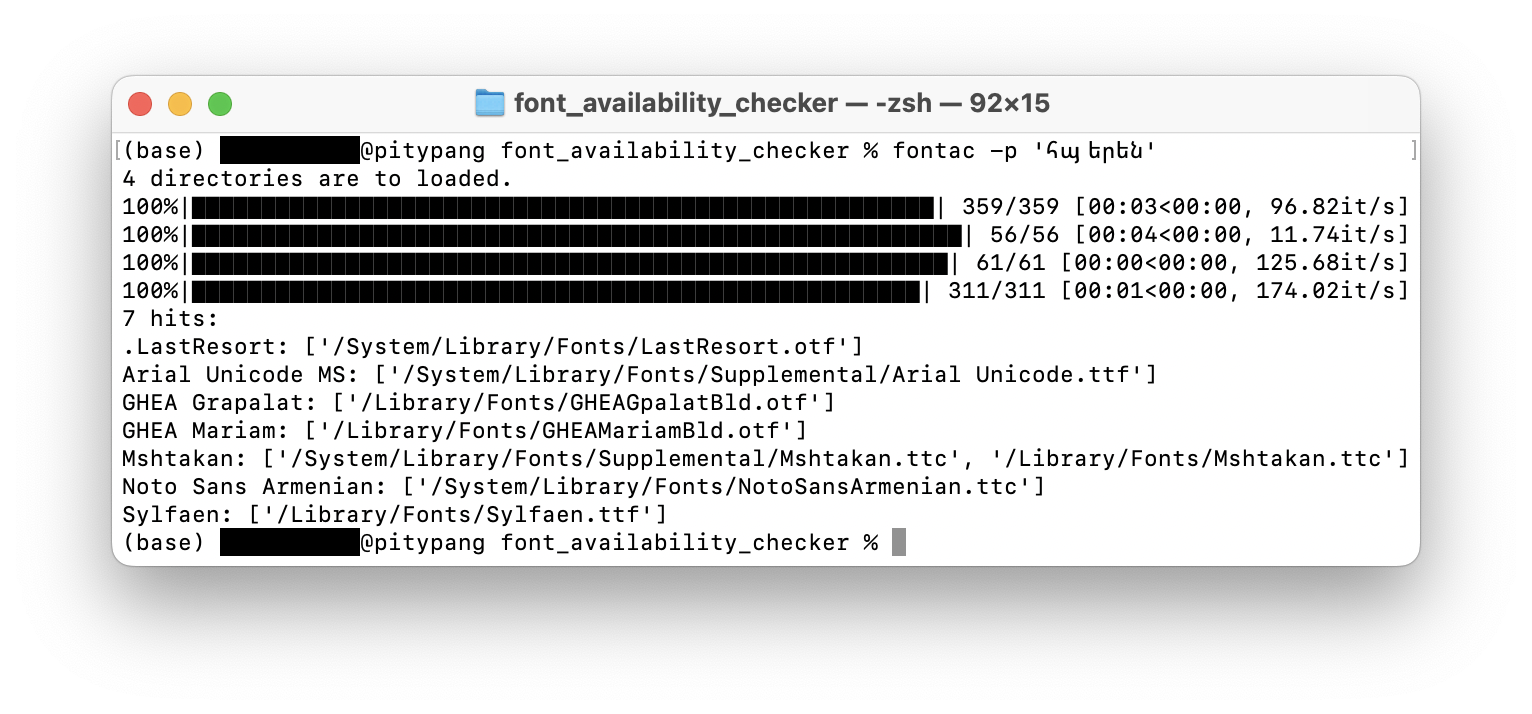 font_availability_checker — -zsh — 92×15
(base) @pitypang font_availability_checker % fontac -p 'հայերեն'
4 directories are to loaded.
100%| | 359/359 [00:03<00:00, 96.82it/s]
100%| | 56/56 [00:04<00:00, 11.74it/s]
100%| | 61/61 [00:00<00:00, 125.68it/s]
100%| | 311/311 [00:01<00:00, 174.02it/s]
7 hits:
.LastResort: ['/System/Library/Fonts/LastResort.otf']
Arial Unicode MS: ['/System/Library/Fonts/Supplemental/Arial Unicode.ttf']
GHEA Grapalat: ['/Library/Fonts/GHEAGpalatBld.otf']
GHEA Mariam: ['/Library/Fonts/GHEAMariamBld.otf']
Mshtakan: ['/System/Library/Fonts/Supplemental/Mshtakan.ttc', '/Library/Fonts/Mshtakan.ttc']
Noto Sans Armenian: ['/System/Library/Fonts/NotoSansArmenian.ttc']
Sylfaen: ['/Library/Fonts/Sylfaen.ttf']
(base) @pitypang font_availability_checker %